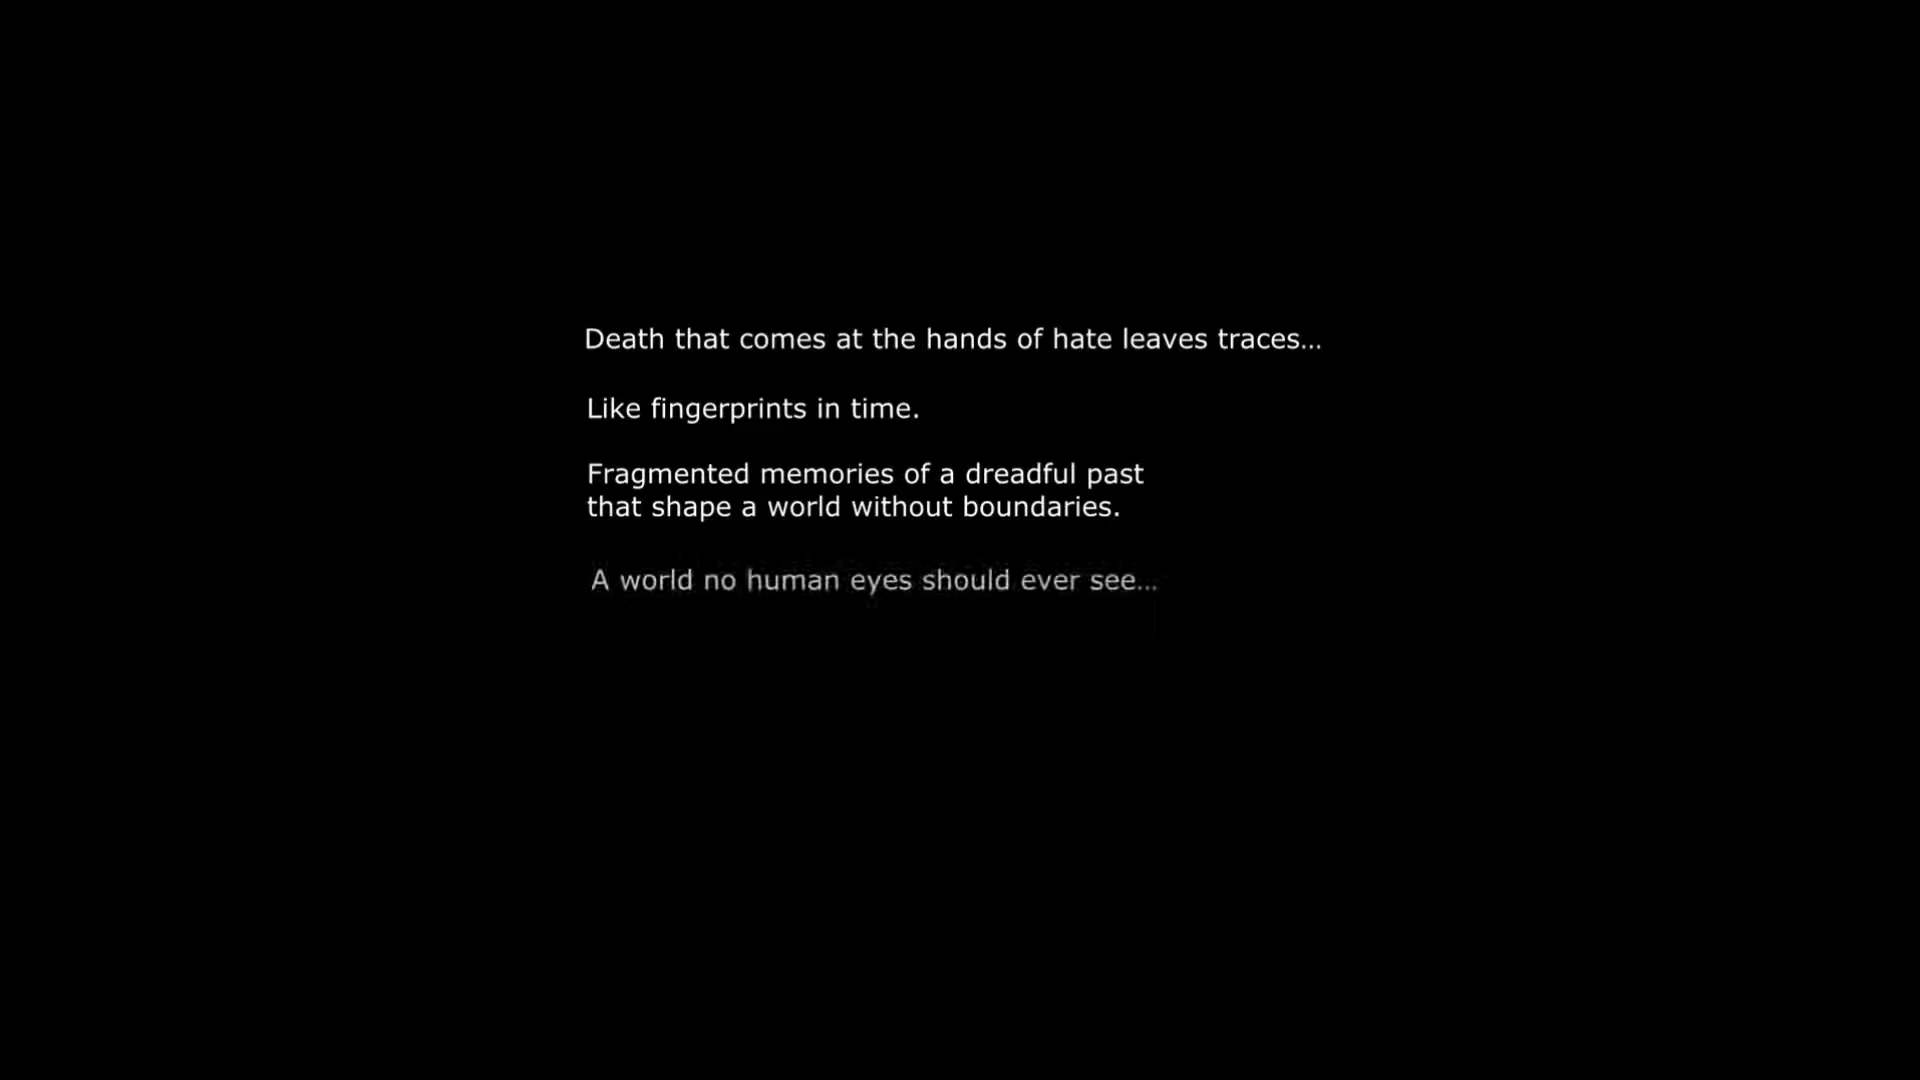 Death that comes at the hands of hate leaves traces...
Like fingerprints in time.
Fragmented memories of a dreadful past
that shape a world without boundaries.
A world no human eyes should ever see...